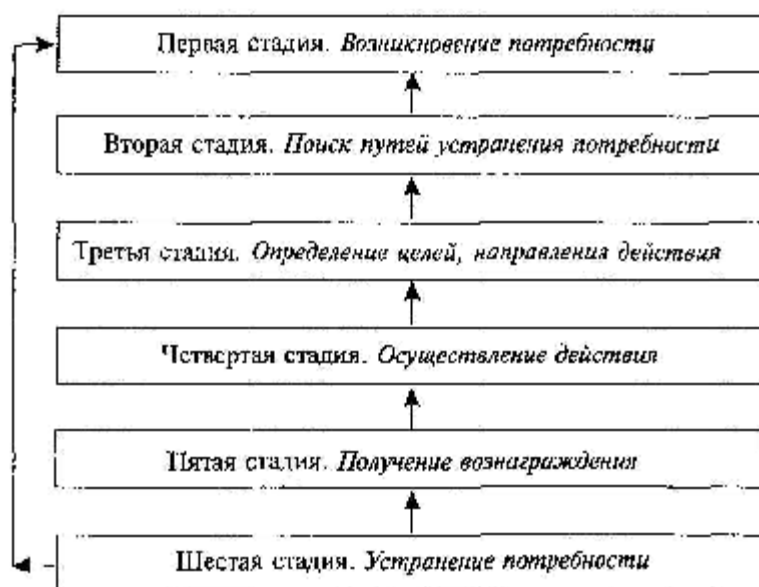 Первая стадия. Возникновение потребности
Вторая стадия. Поиск путей устранения потребности
Третья стадия. Определение целей, направления действия
Четвертая стадия. Осуществление действия
Пятая стадия. Получение вознаграждения
Шестая стадия. Устранение потребности